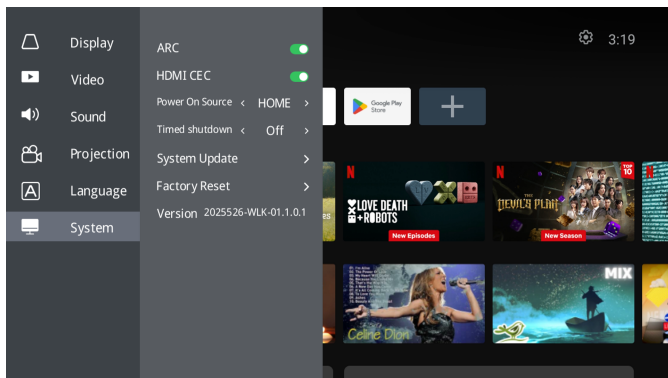 Display
Video
Sound
Projection
Language
System
ARC
HDMI CEC
Power On Source < HOME >
Timed shutdown < Off >
System Update >
Factory Reset >
Version 2025526-WLK-01.1.0.1
3:19
Google Play
Store
N
LOVE DEATH
+ROBOTS
New Episodes
N
TOP
10
THE
DEVIL'S PLAN
New Season
N
Celine Dion
MIX